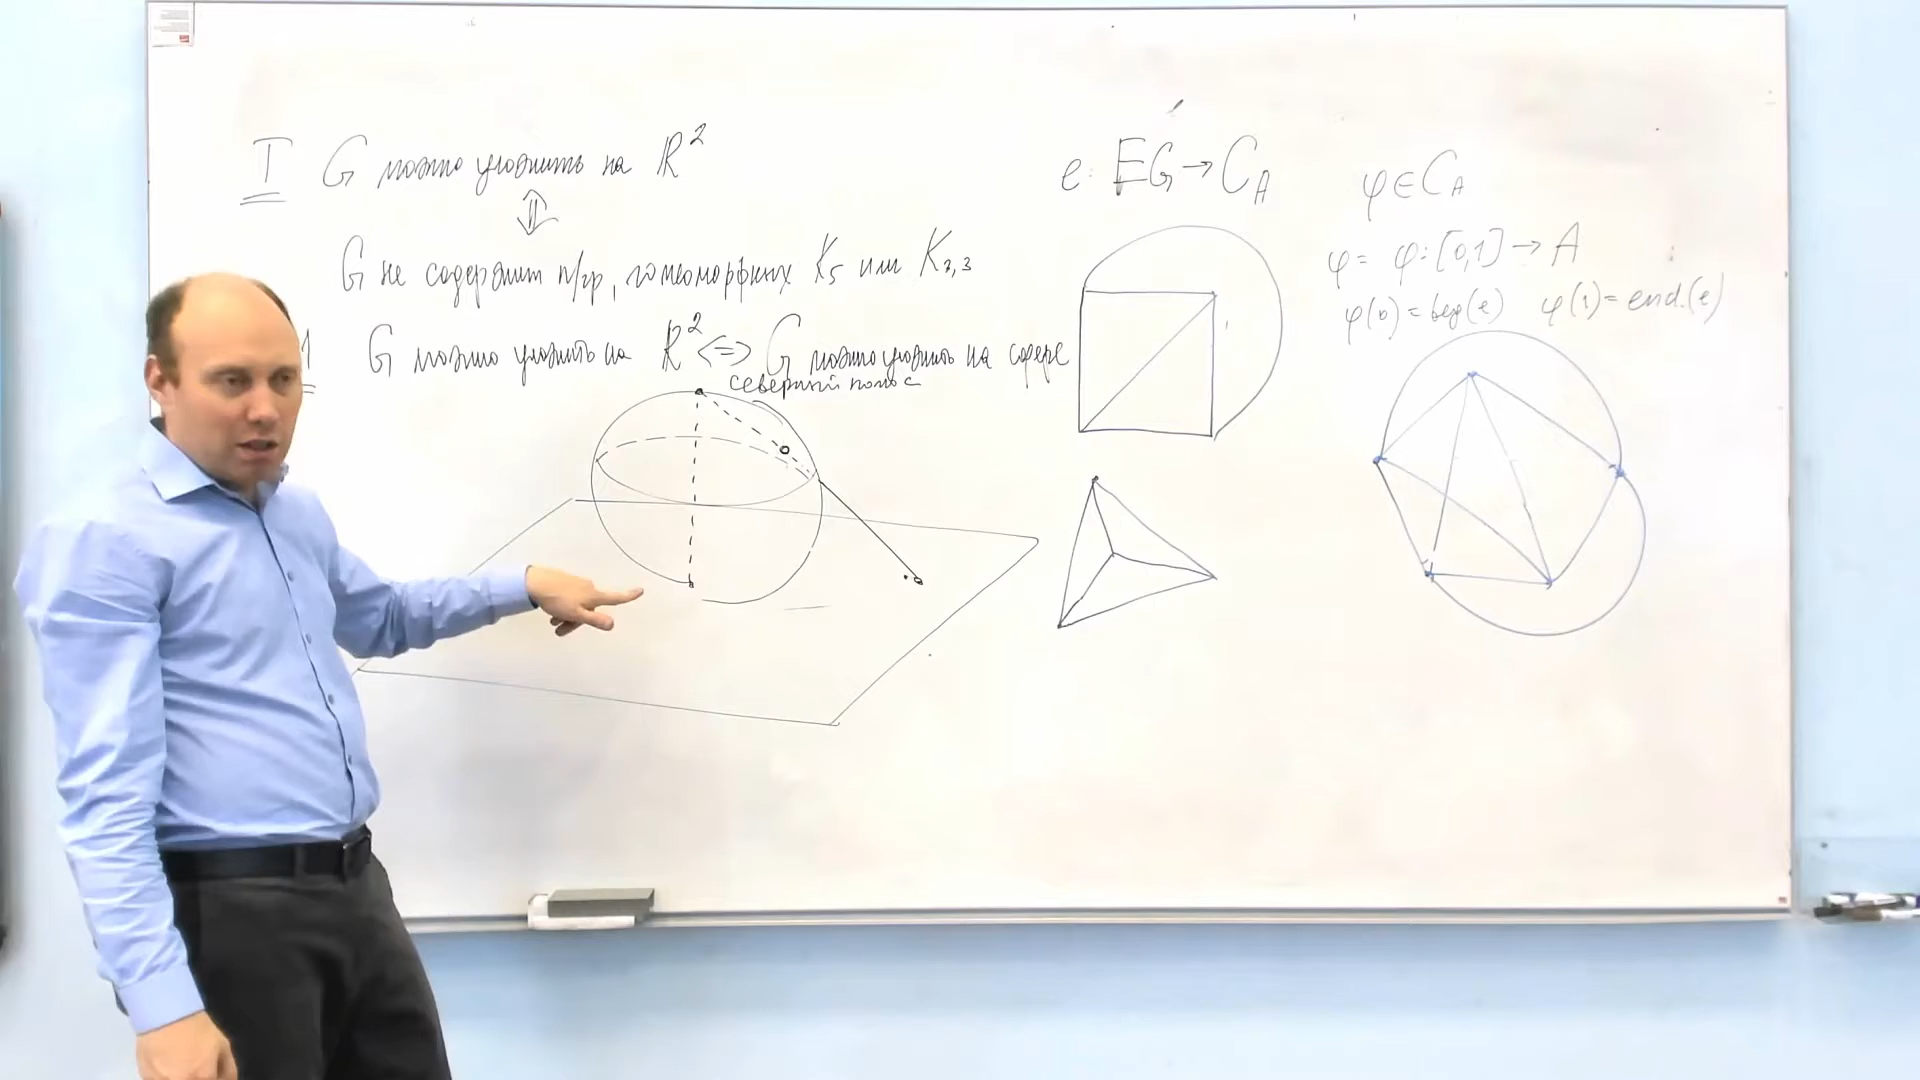 T G можно уложить на R²
⇕
G не содержит п/гр, гомеоморфных K₅ или K₃,₃
1 G можно уложить на R² <=> G можно уложить на сфере
северный полюс
e: EG → C_A
φ ∈ C_A
φ = φ: [0,1] → A
φ(0) = beg(e) φ(1) = end.(e)